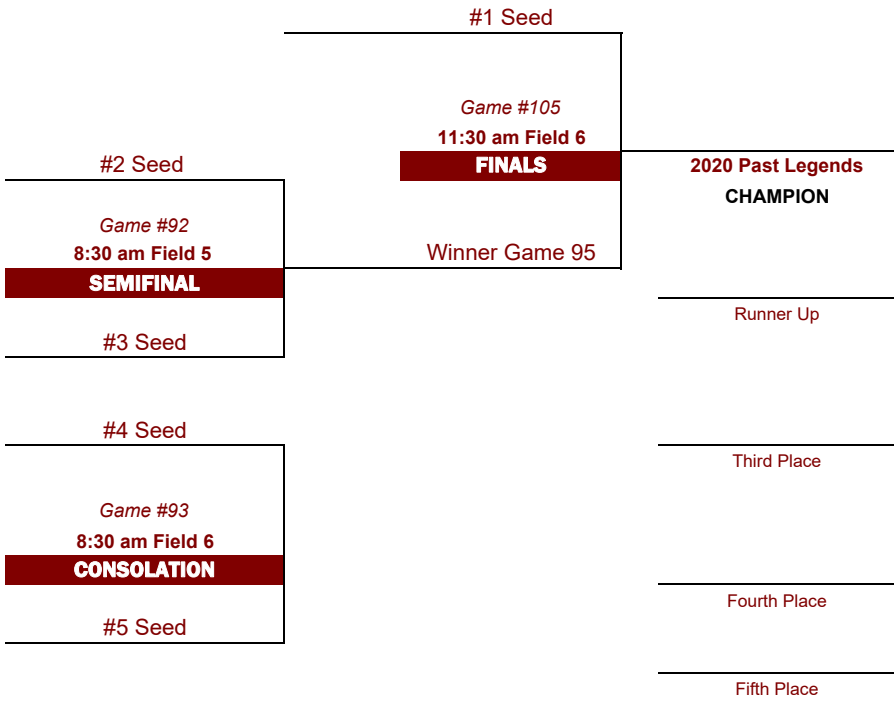 #1 Seed
Game #105
11:30 am Field 6
FINALS
#2 Seed
2020 Past Legends
CHAMPION
Game #92
8:30 am Field 5
Winner Game 95
SEMIFINAL
Runner Up
#3 Seed
#4 Seed
Third Place
Game #93
8:30 am Field 6
CONSOLATION
Fourth Place
#5 Seed
Fifth Place